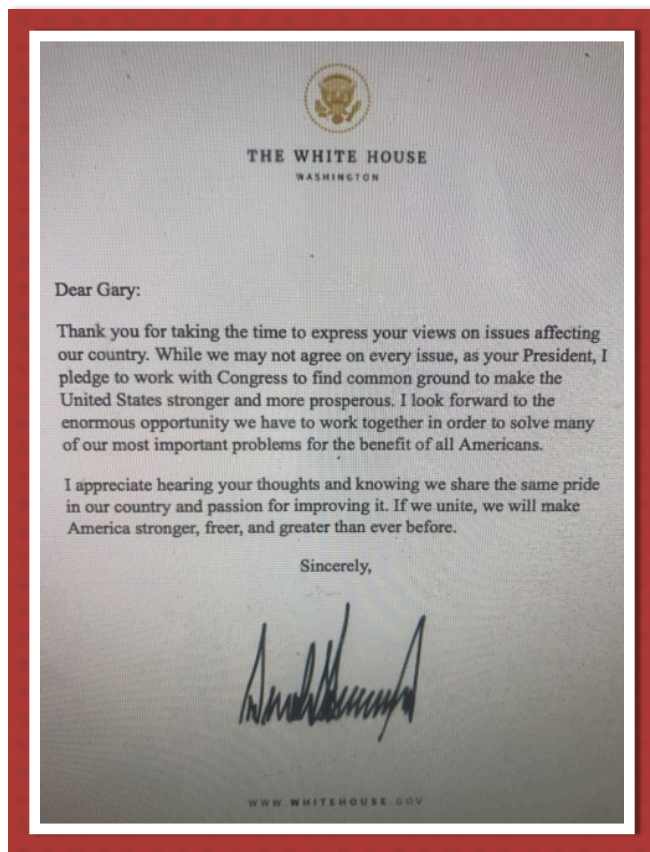 THE WHITE HOUSE
WASHINGTON
Dear Gary:
Thank you for taking the time to express your views on issues affecting
our country. While we may not agree on every issue, as your President, I
pledge to work with Congress to find common ground to make the
United States stronger and more prosperous. I look forward to the
enormous opportunity we have to work together in order to solve many
of our most important problems for the benefit of all Americans.
I appreciate hearing your thoughts and knowing we share the same pride
in our country and passion for improving it. If we unite, we will make
America stronger, freer, and greater than ever before.
Sincerely,
WWW.WHITEHOUSE.GOV